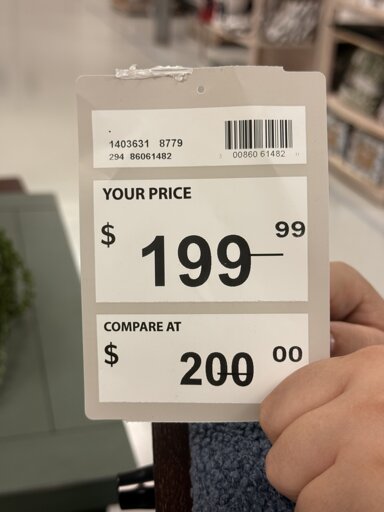 1403631 8779
294 86061482
00860 61482
YOUR PRICE
$ 199 99
COMPARE AT
$ 200 00